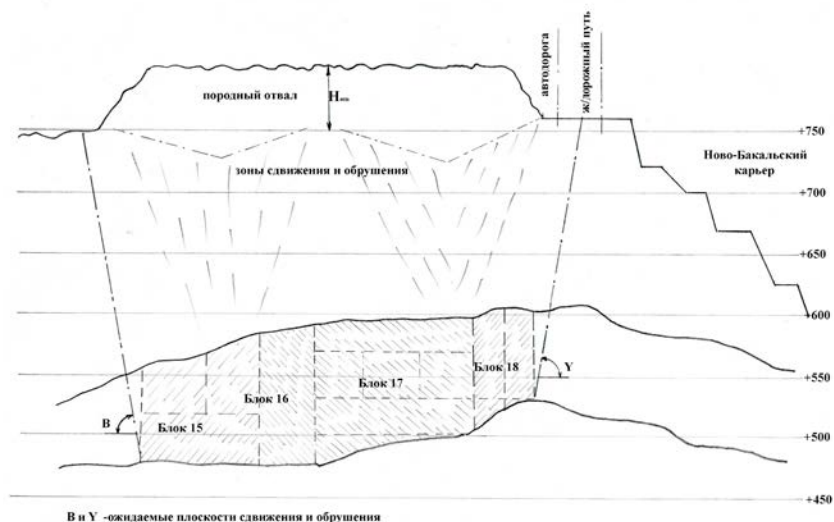 автодорога
ж/дорожный путь
породный отвал
Hот
+750
Ново-Бакальский
карьер
зоны сдвижения и обрушения
+700
+650
+600
Блок 18
Y
Блок 17
+550
Блок 16
В
Блок 15
+500
+450
В и Y -ожидаемые плоскости сдвижения и обрушения